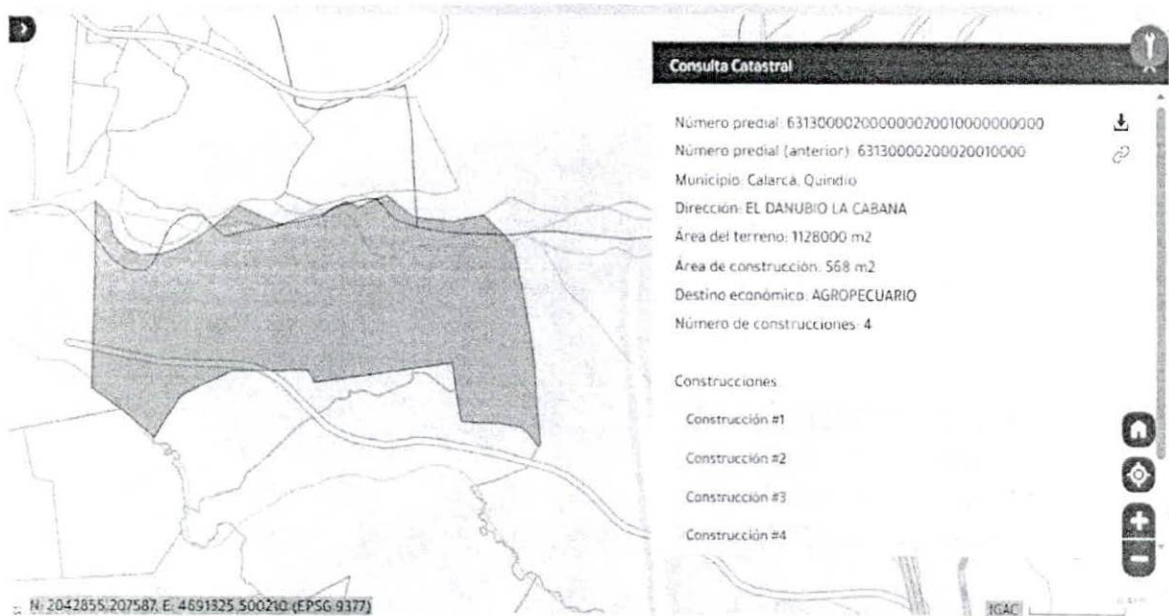 Consulta Catastral
Número predial: 631300002000000020010000000000
Número predial (anterior): 63130000200020010000
Municipio: Calarcá, Quindío
Dirección: EL DANUBIO LA CABANA
Área del terreno: 1128000 m2
Área de construcción: 568 m2
Destino económico: AGROPECUARIO
Número de construcciones: 4
Construcciones
Construcción #1
Construcción #2
Construcción #3
Construcción #4
N: 2042855.207587, E: 4691325.500210 (EPSG:9377)
IGAC